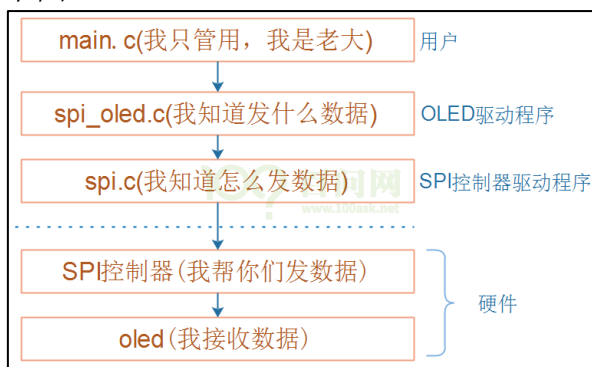 main. c(我只管用，我是老大)
用户
spi_oled.c(我知道发什么数据)
OLED驱动程序
spi.c(我知道怎么发数据)
SPI控制器驱动程序
www.100ask.net
SPI控制器(我帮你们发数据)
硬件
oled(我接收数据)